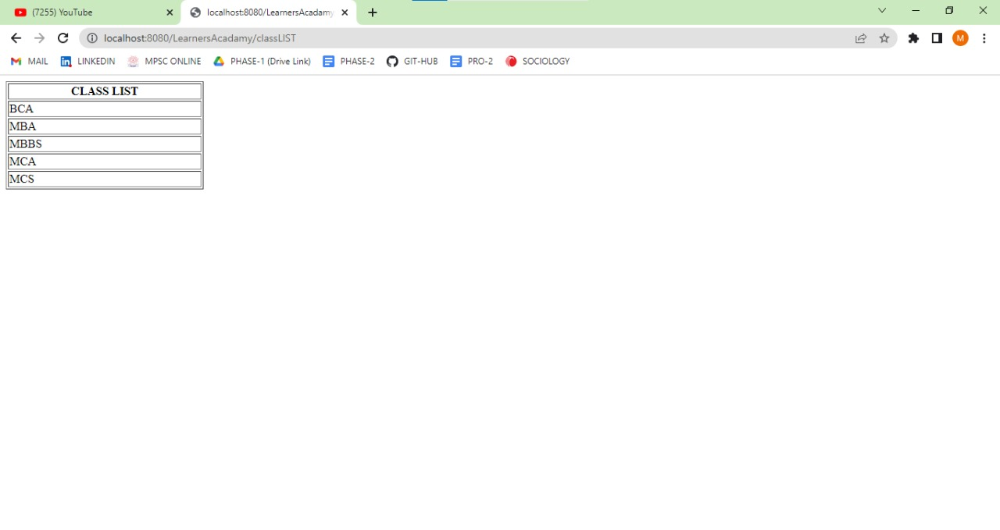 (7255) YouTube
localhost:8080/LearnersAcadamy
localhost:8080/LearnersAcadamy/classLIST
M
MAIL LINKEDIN MPSC ONLINE PHASE-1 (Drive Link) PHASE-2 GIT-HUB PRO-2 SOCIOLOGY
CLASS LIST
BCA
MBA
MBBS
MCA
MCS